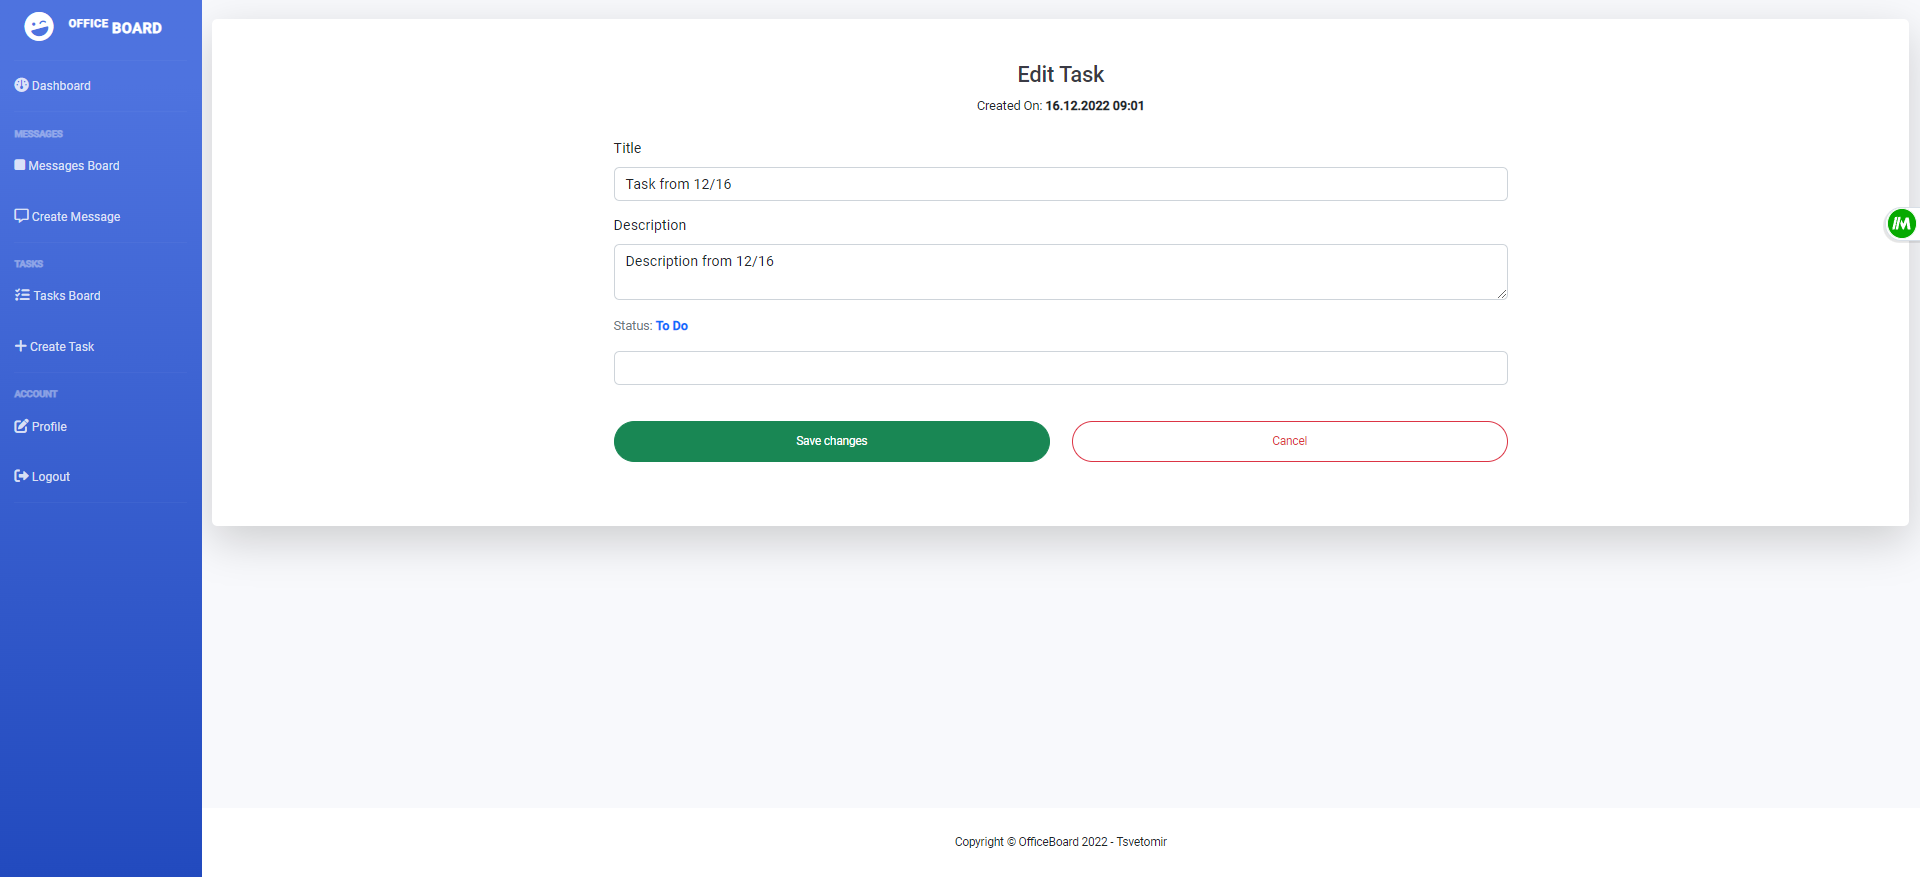 OFFICE BOARD
Dashboard
MESSAGES
Messages Board
Create Message
TASKS
Tasks Board
Create Task
ACCOUNT
Profile
Logout
Edit Task
Created On: 16.12.2022 09:01
Title
Task from 12/16
Description
Description from 12/16
Status: To Do
Save changes
Cancel
Copyright © OfficeBoard 2022 - Tsvetomir